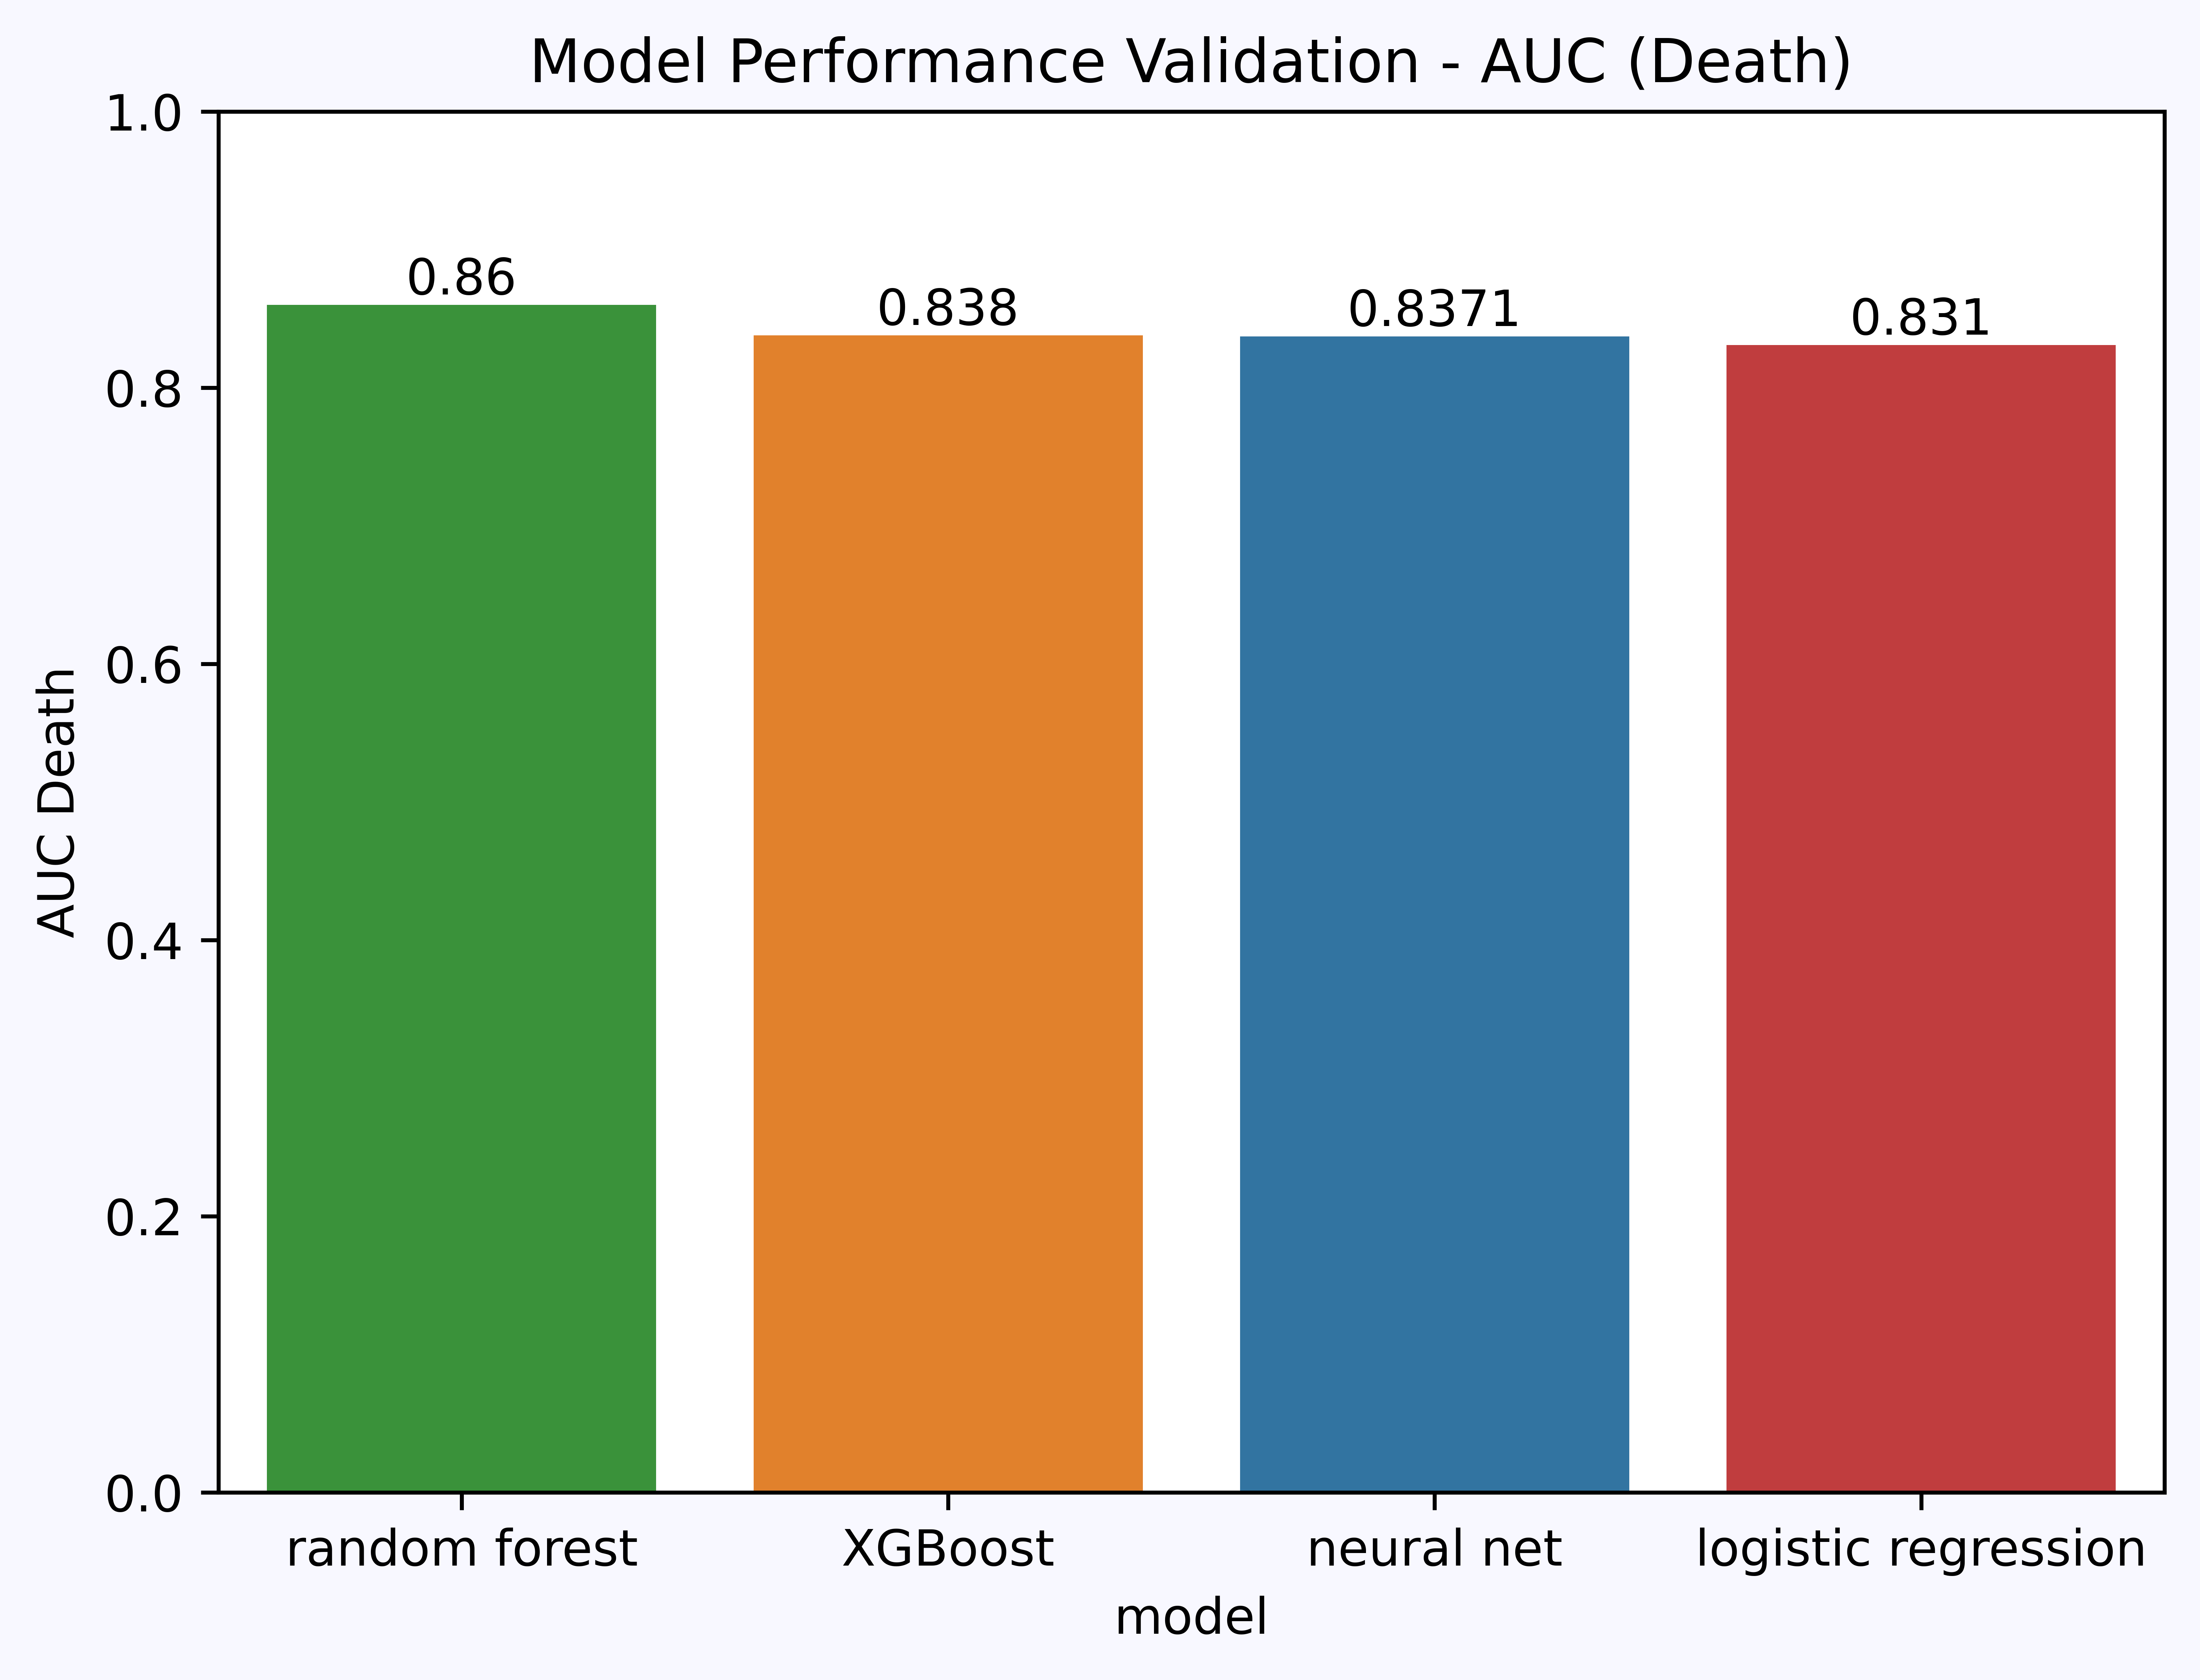 Model Performance Validation - AUC (Death)
1.0
0.8
0.6
0.4
0.2
0.0
AUC Death
0.86
0.838
0.8371
0.831
random forest
XGBoost
neural net
logistic regression
model